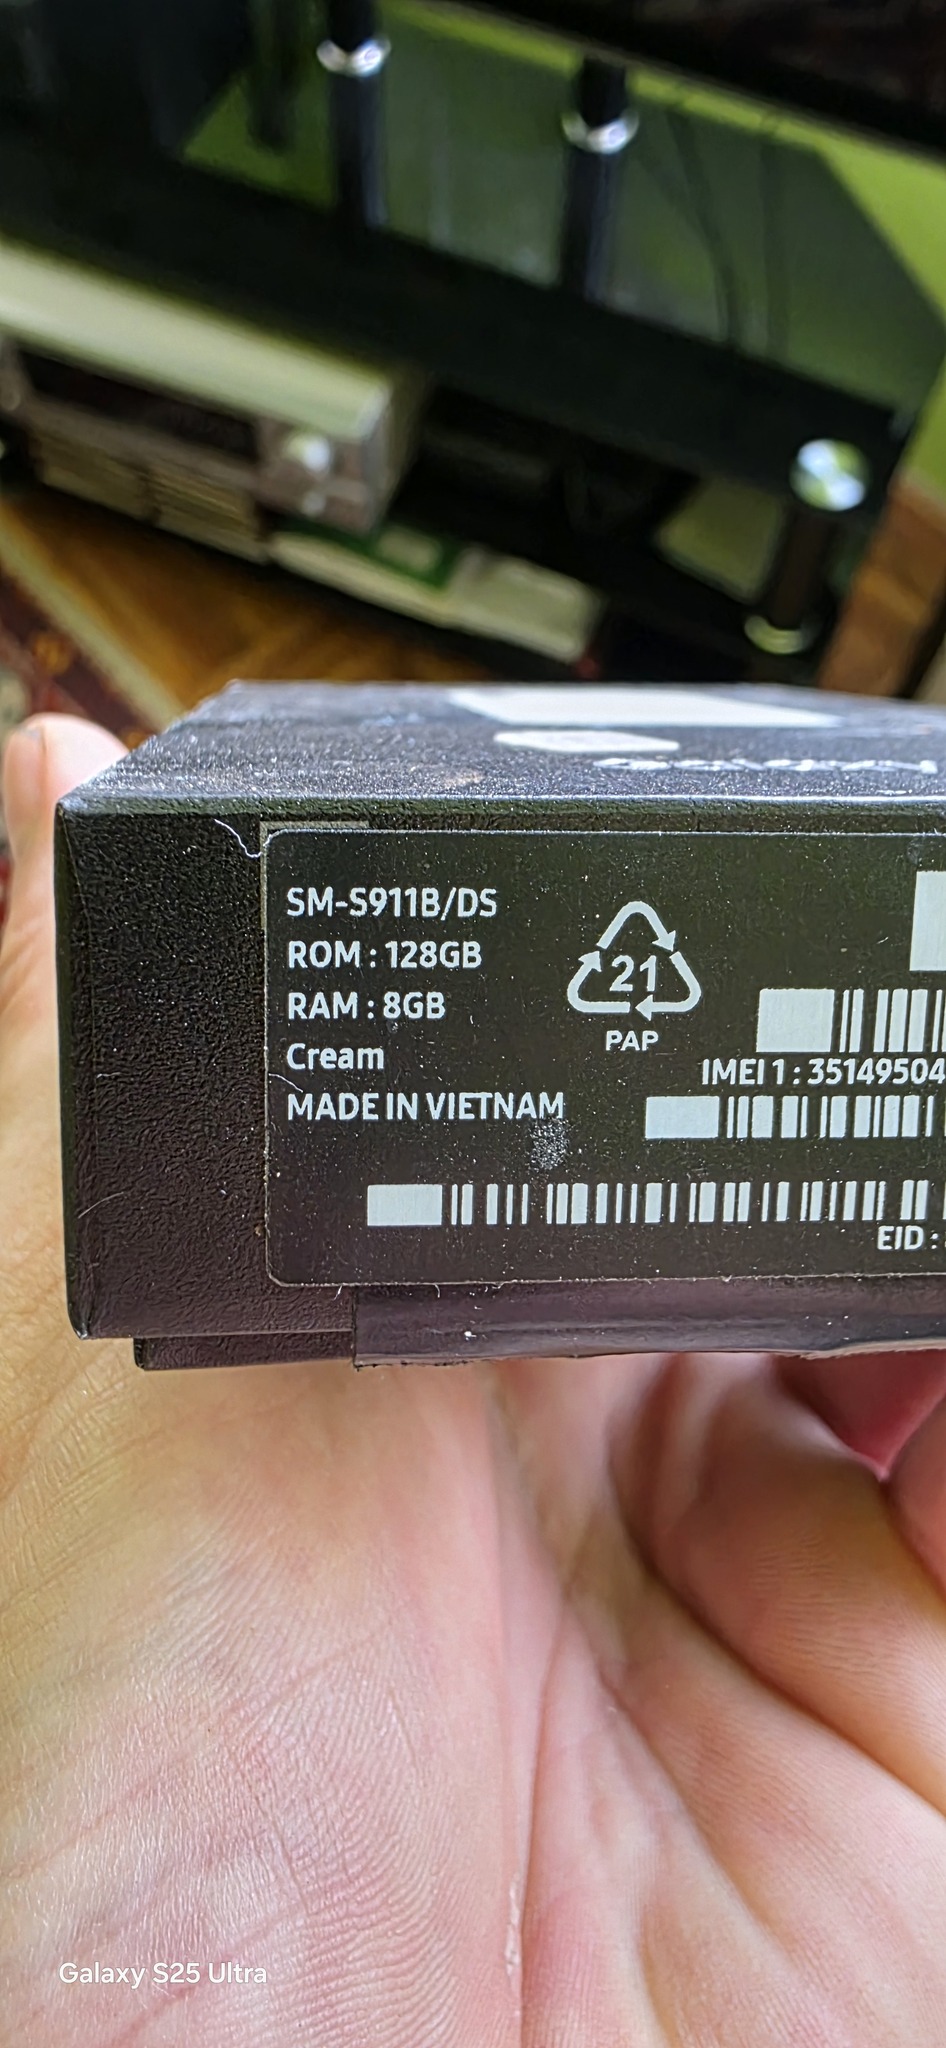 SM-S911B/DS
ROM : 128GB
RAM : 8GB
Cream
MADE IN VIETNAM
21
PAP
IMEI 1 : 35149504
EID :
Galaxy S25 Ultra